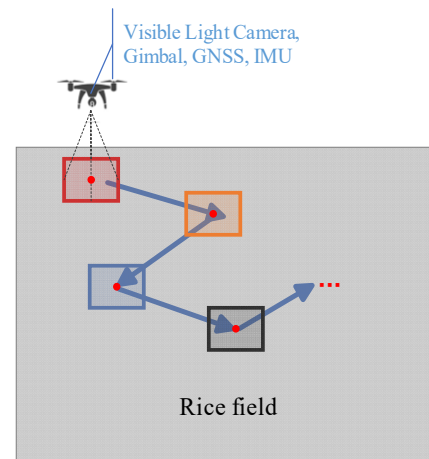 Visible Light Camera,
Gimbal, GNSS, IMU
...
Rice field